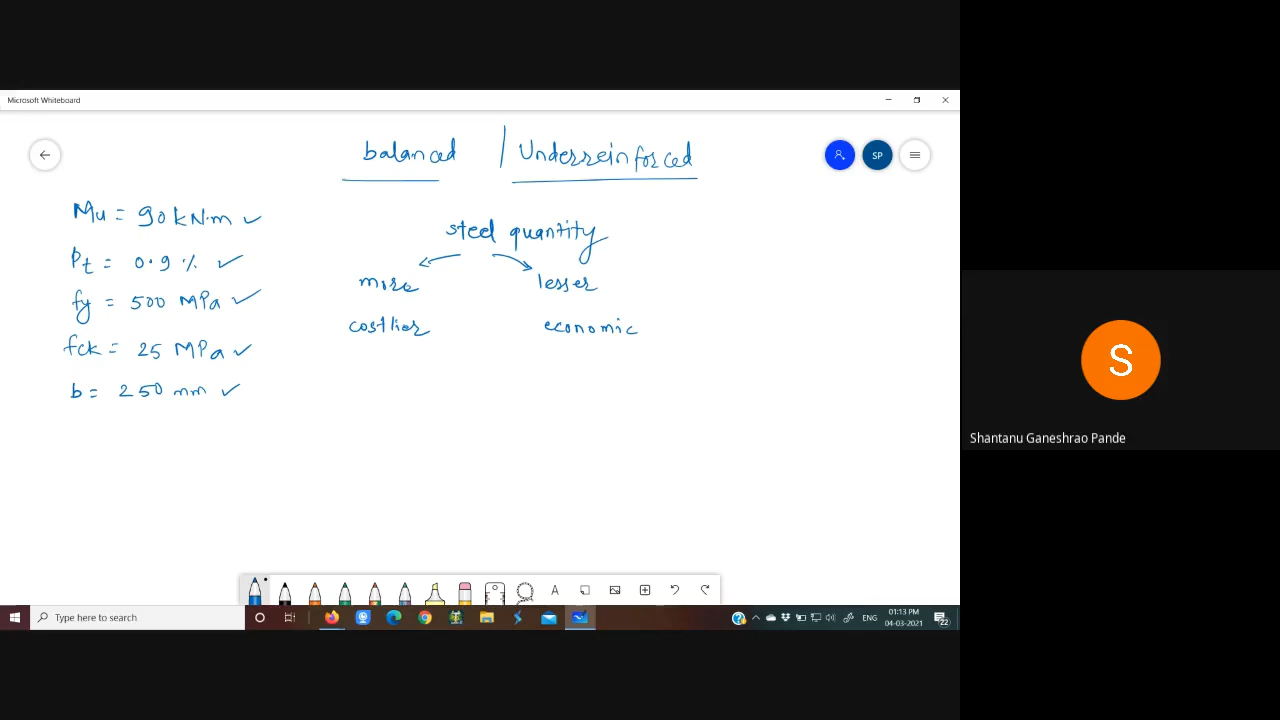 Microsoft Whiteboard
balanced | Underreinforced
SP
Mu = 90 kN.m ✓
steel quantity
Pt = 0.9 % ✓
more lesser
fy = 500 MPa ✓
costlier economic
fck = 25 MPa ✓
b = 250 mm ✓
S
Shantanu Ganeshrao Pande
A
Type here to search
ENG
01:13 PM
04-03-2021
22